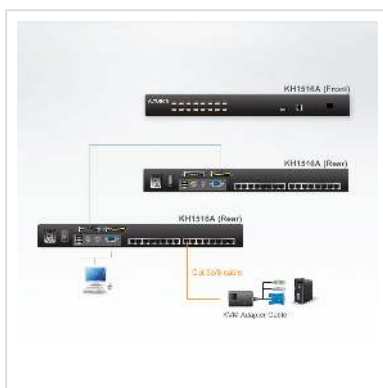 KH1516A (Front)
KH1516A (Rear)
KH1516A (Rear)
Cat 5e/6 cable
KVM Adapter Cable